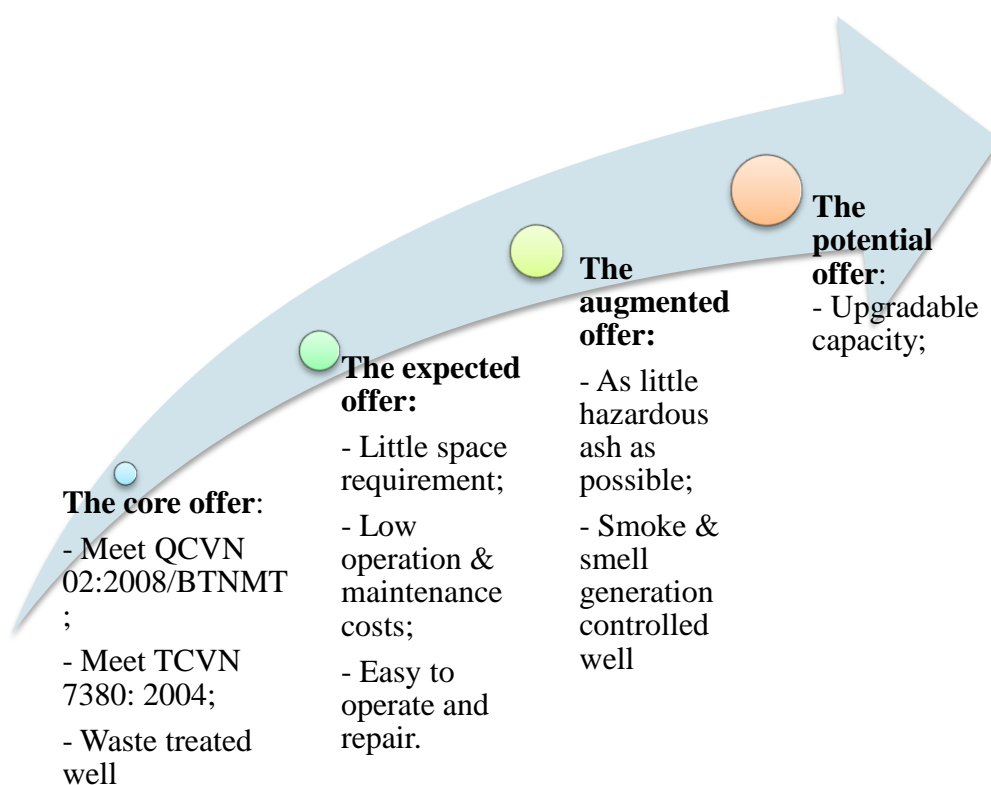 The core offer:
- Meet QCVN
02:2008/BTNMT
;
- Meet TCVN
7380: 2004;
- Waste treated
well
The expected
offer:
- Little space
requirement;
- Low
operation &
maintenance
costs;
- Easy to
operate and
repair.
The
augmented
offer:
- As little
hazardous
ash as
possible;
- Smoke &
smell
generation
controlled
well
The
potential
offer:
- Upgradable
capacity;